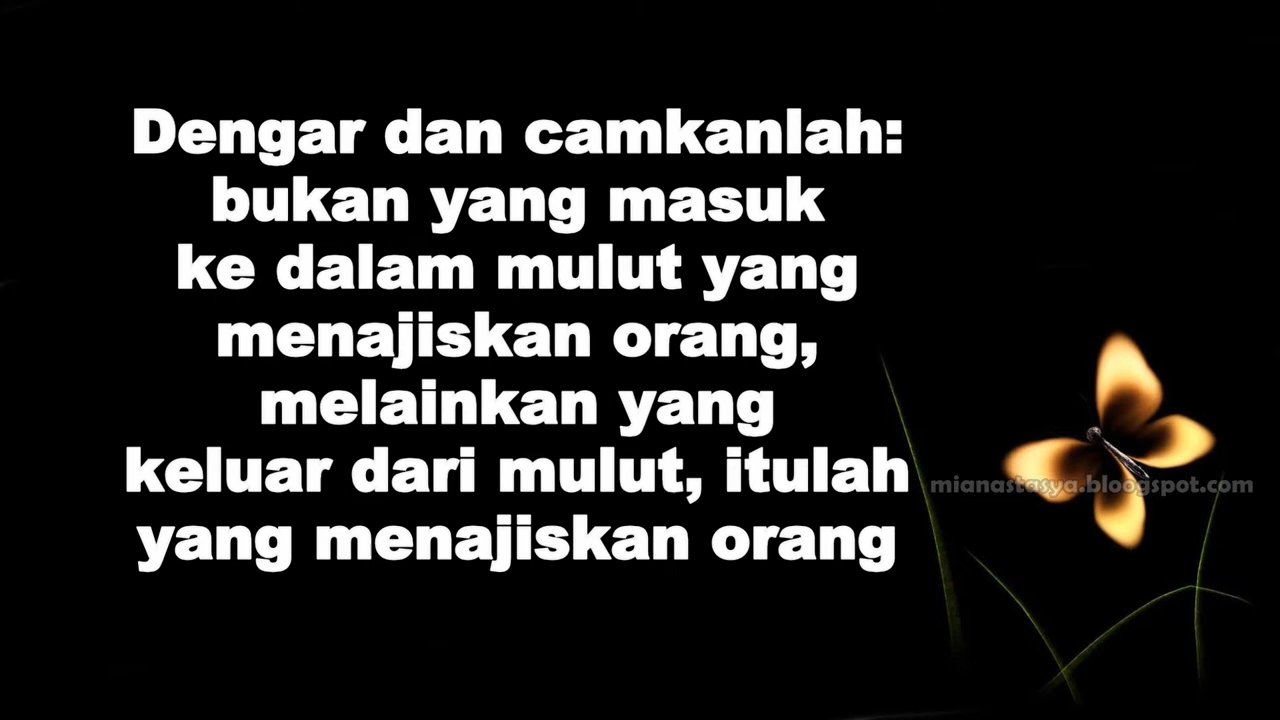 Dengar dan camkanlah:
bukan yang masuk
ke dalam mulut yang
menajiskan orang,
melainkan yang
keluar dari mulut, itulah
yang menajiskan orang
mianastasya.bloogspot.com